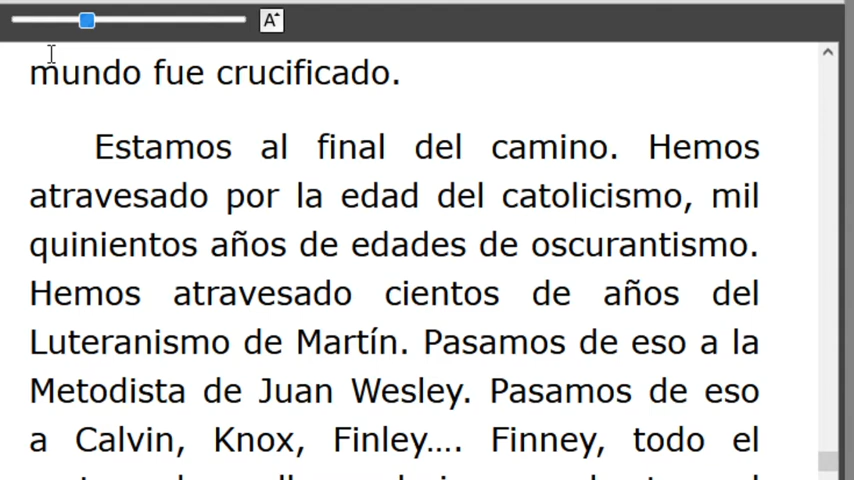 A
mundo fue crucificado.
Estamos al final del camino. Hemos
atravesado por la edad del catolicismo, mil
quinientos años de edades de oscurantismo.
Hemos atravesado cientos de años del
Luteranismo de Martín. Pasamos de eso a la
Metodista de Juan Wesley. Pasamos de eso
a Calvin, Knox, Finley.... Finney, todo el